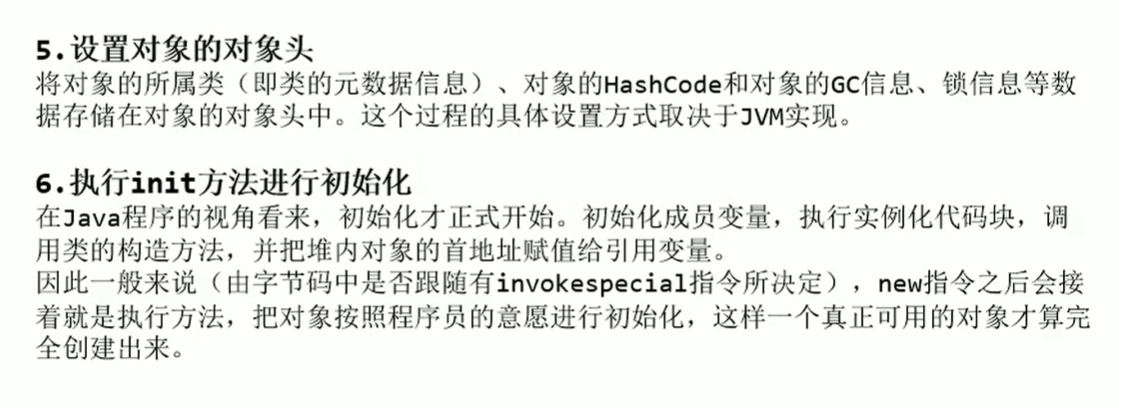 5.设置对象的对象头
将对象的所属类（即类的元数据信息）、对象的HashCode和对象的GC信息、锁信息等数
据存储在对象的对象头中。这个过程的具体设置方式取决于JVM实现。
6.执行init方法进行初始化
在Java程序的视角看来，初始化才正式开始。初始化成员变量，执行实例化代码块，调
用类的构造方法，并把堆内对象的首地址赋值给引用变量。
因此一般来说（由字节码中是否跟随有invokespecial指令所决定），new指令之后会接
着就是执行方法，把对象按照程序员的意愿进行初始化，这样一个真正可用的对象才算完
全创建出来。